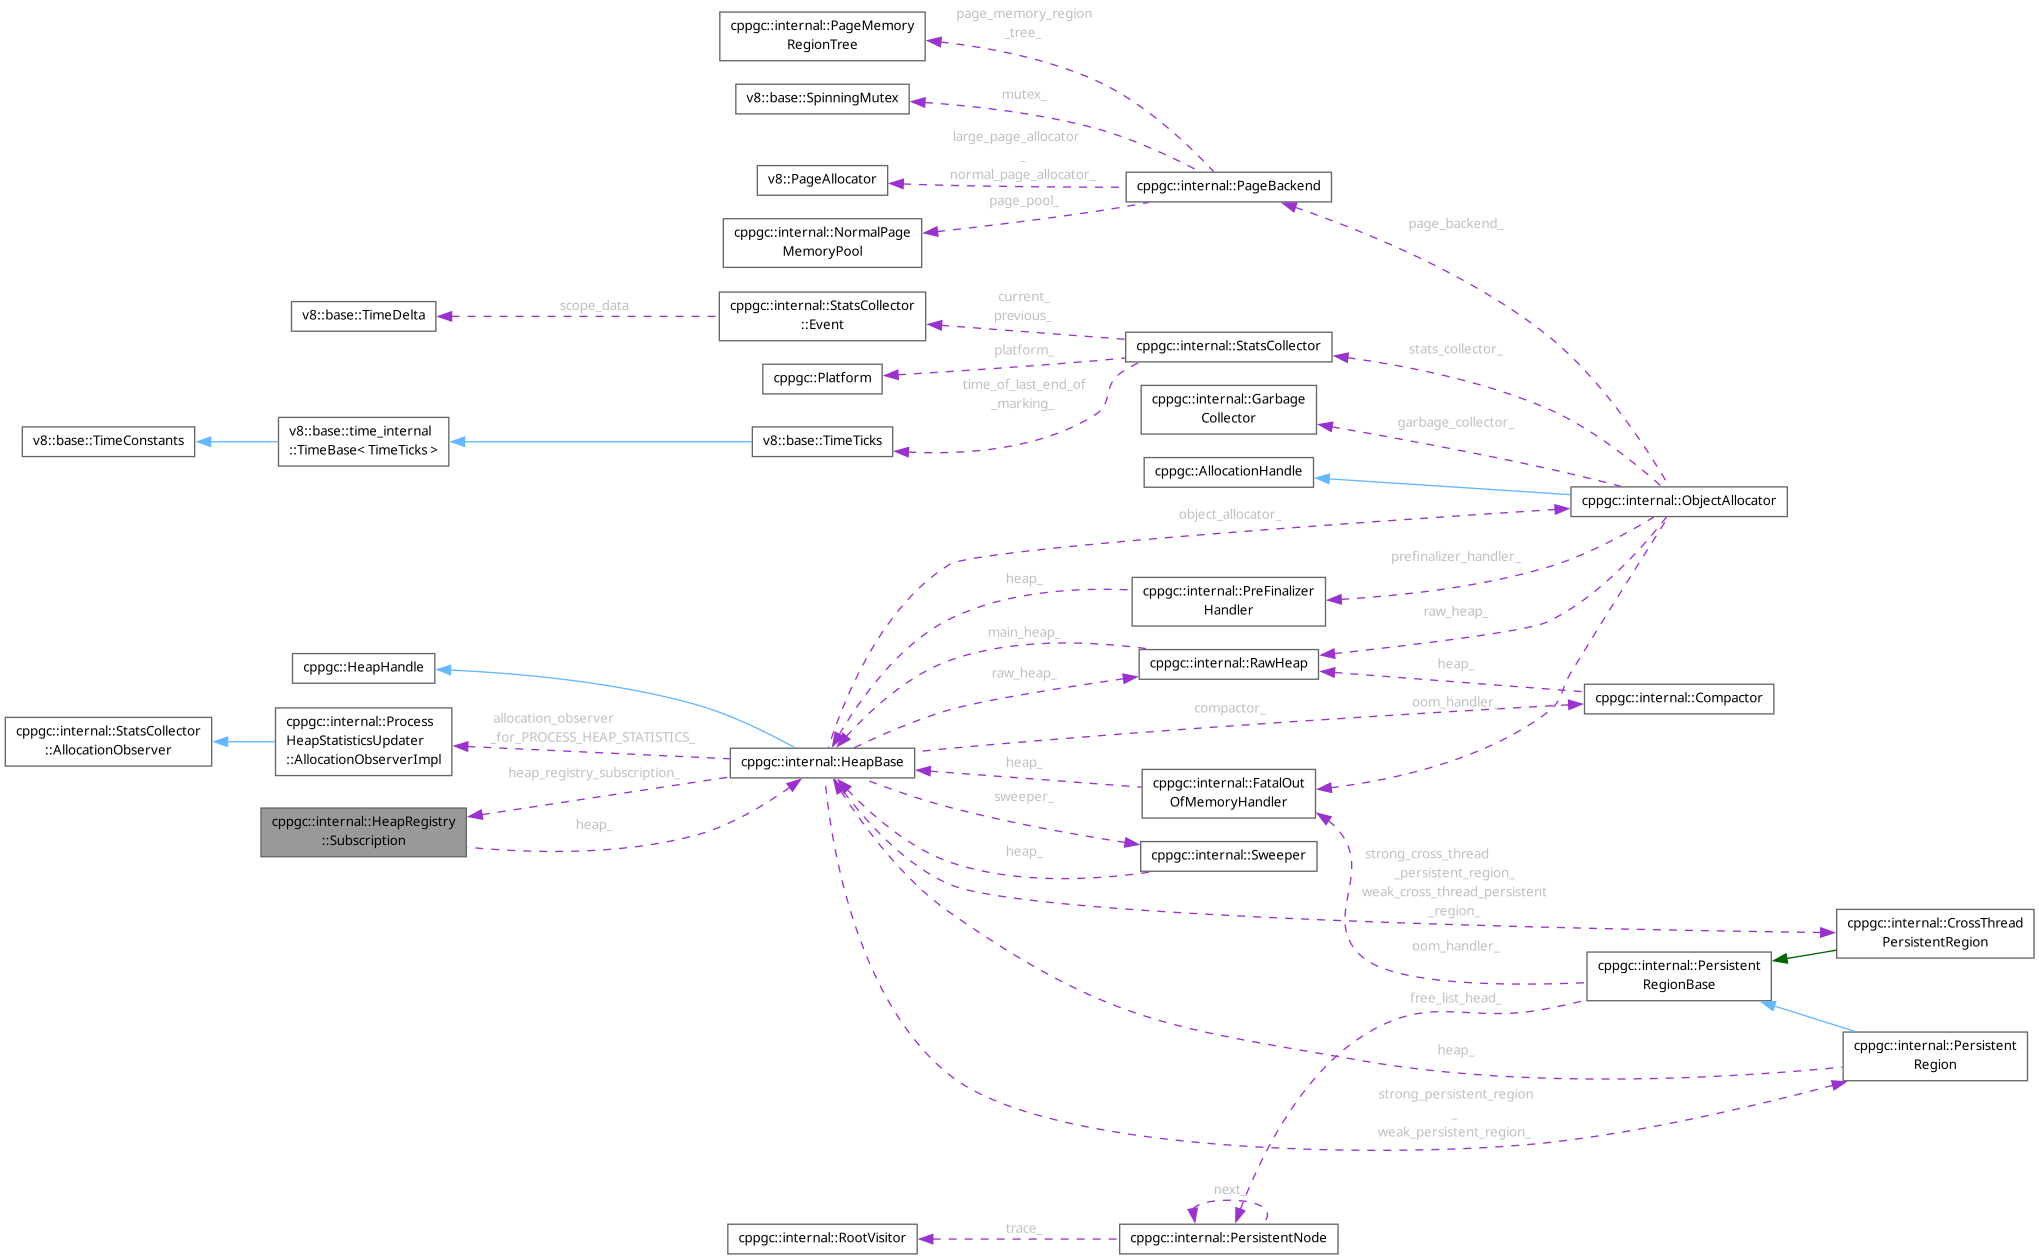 cppgc::internal::PageMemory
RegionTree
page_memory_region
_tree_
v8::base::SpinningMutex
mutex_
large_page_allocator
_
normal_page_allocator_
v8::PageAllocator
cppgc::internal::PageBackend
page_pool_
cppgc::internal::NormalPage
MemoryPool
page_backend_
v8::base::TimeDelta
scope_data
cppgc::internal::StatsCollector
::Event
current_
previous_
cppgc::internal::StatsCollector
stats_collector_
platform_
cppgc::Platform
time_of_last_end_of
_marking_
cppgc::internal::Garbage
Collector
garbage_collector_
v8::base::TimeConstants
v8::base::time_internal
::TimeBase< TimeTicks >
v8::base::TimeTicks
cppgc::AllocationHandle
cppgc::internal::ObjectAllocator
object_allocator_
prefinalizer_handler_
heap_
cppgc::internal::PreFinalizer
Handler
raw_heap_
main_heap_
cppgc::internal::RawHeap
heap_
raw_heap_
cppgc::HeapHandle
cppgc::internal::Compactor
compactor_
oom_handler_
cppgc::internal::StatsCollector
::AllocationObserver
cppgc::internal::Process
HeapStatisticsUpdater
::AllocationObserverImpl
allocation_observer
_for_PROCESS_HEAP_STATISTICS_
cppgc::internal::HeapBase
heap_
cppgc::internal::FatalOut
OfMemoryHandler
heap_registry_subscription_
sweeper_
cppgc::internal::HeapRegistry
::Subscription
heap_
heap_
cppgc::internal::Sweeper
strong_cross_thread
_persistent_region_
weak_cross_thread_persistent
_region_
cppgc::internal::CrossThread
PersistentRegion
oom_handler_
cppgc::internal::Persistent
RegionBase
free_list_head_
heap_
cppgc::internal::Persistent
Region
strong_persistent_region
_
weak_persistent_region_
next_
trace_
cppgc::internal::RootVisitor
cppgc::internal::PersistentNode